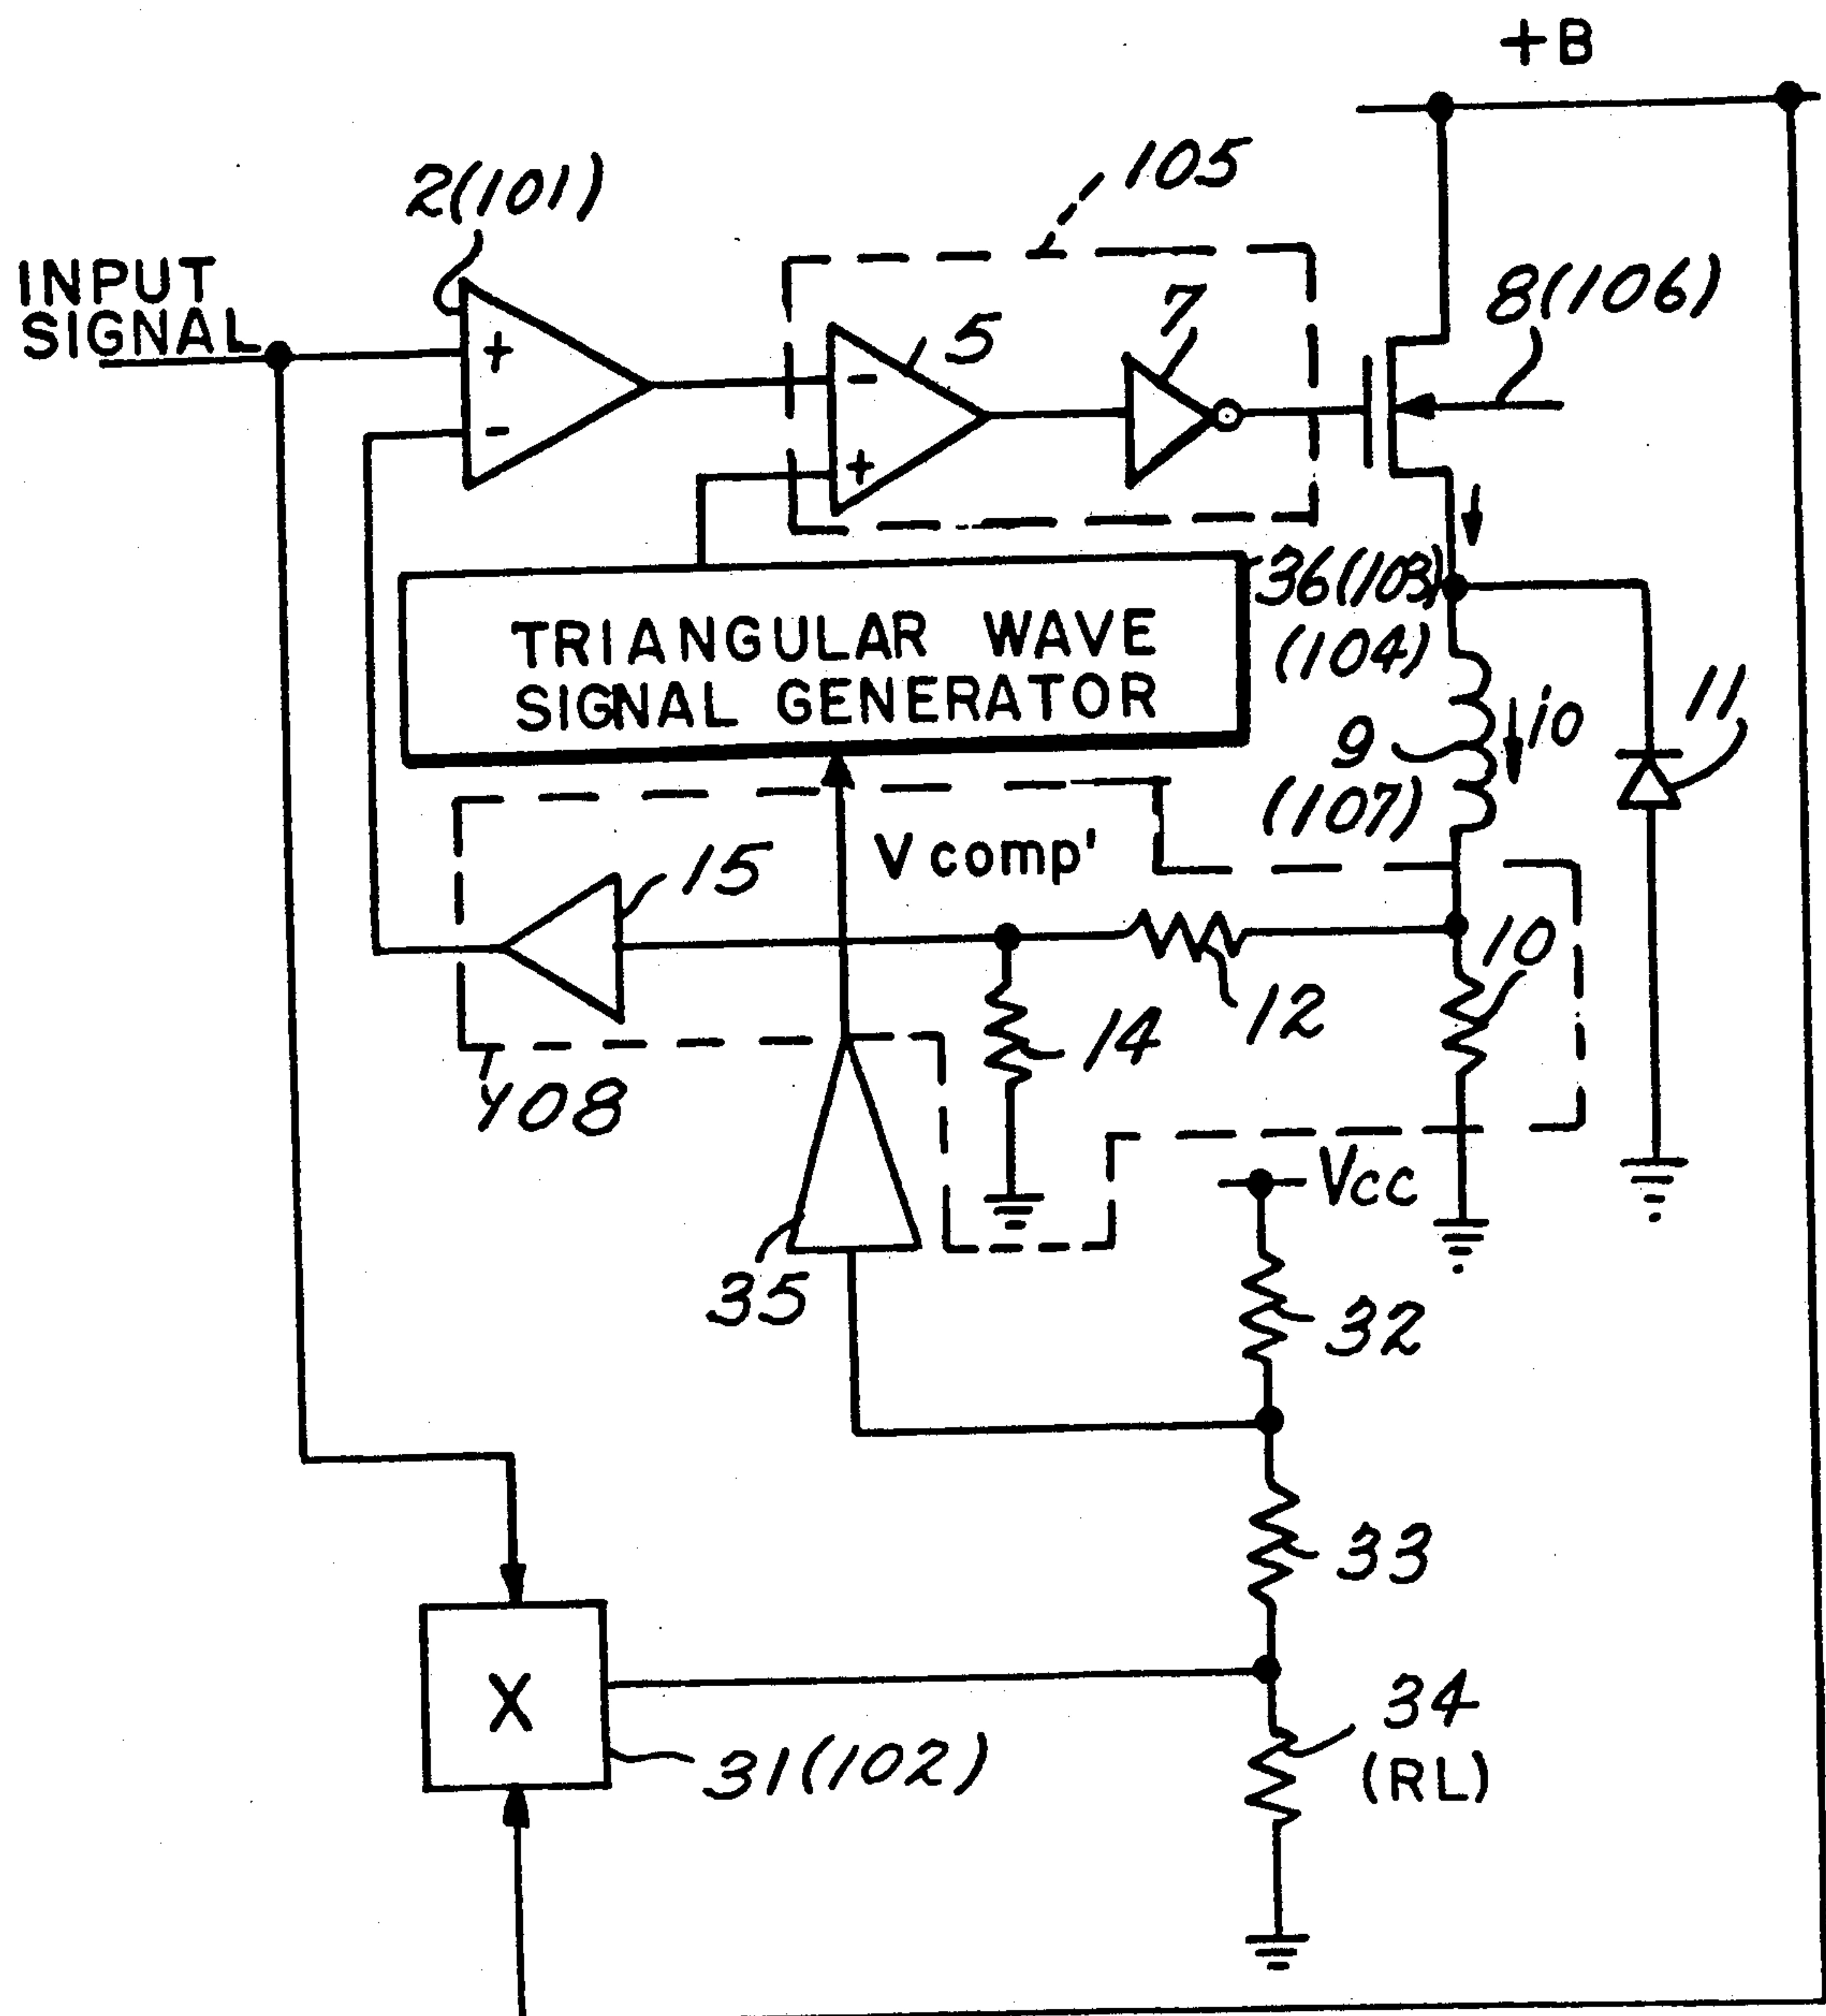 +B
105
2(101)
INPUT
SIGNAL
+
-
5
-
+
7
8(106)
36(103)
(104)
TRIANGULAR WAVE
SIGNAL GENERATOR
9
(107)
io
11
Vcomp'
15
10
12
14
108
Vcc
35
32
33
X
31(102)
34
(RL)